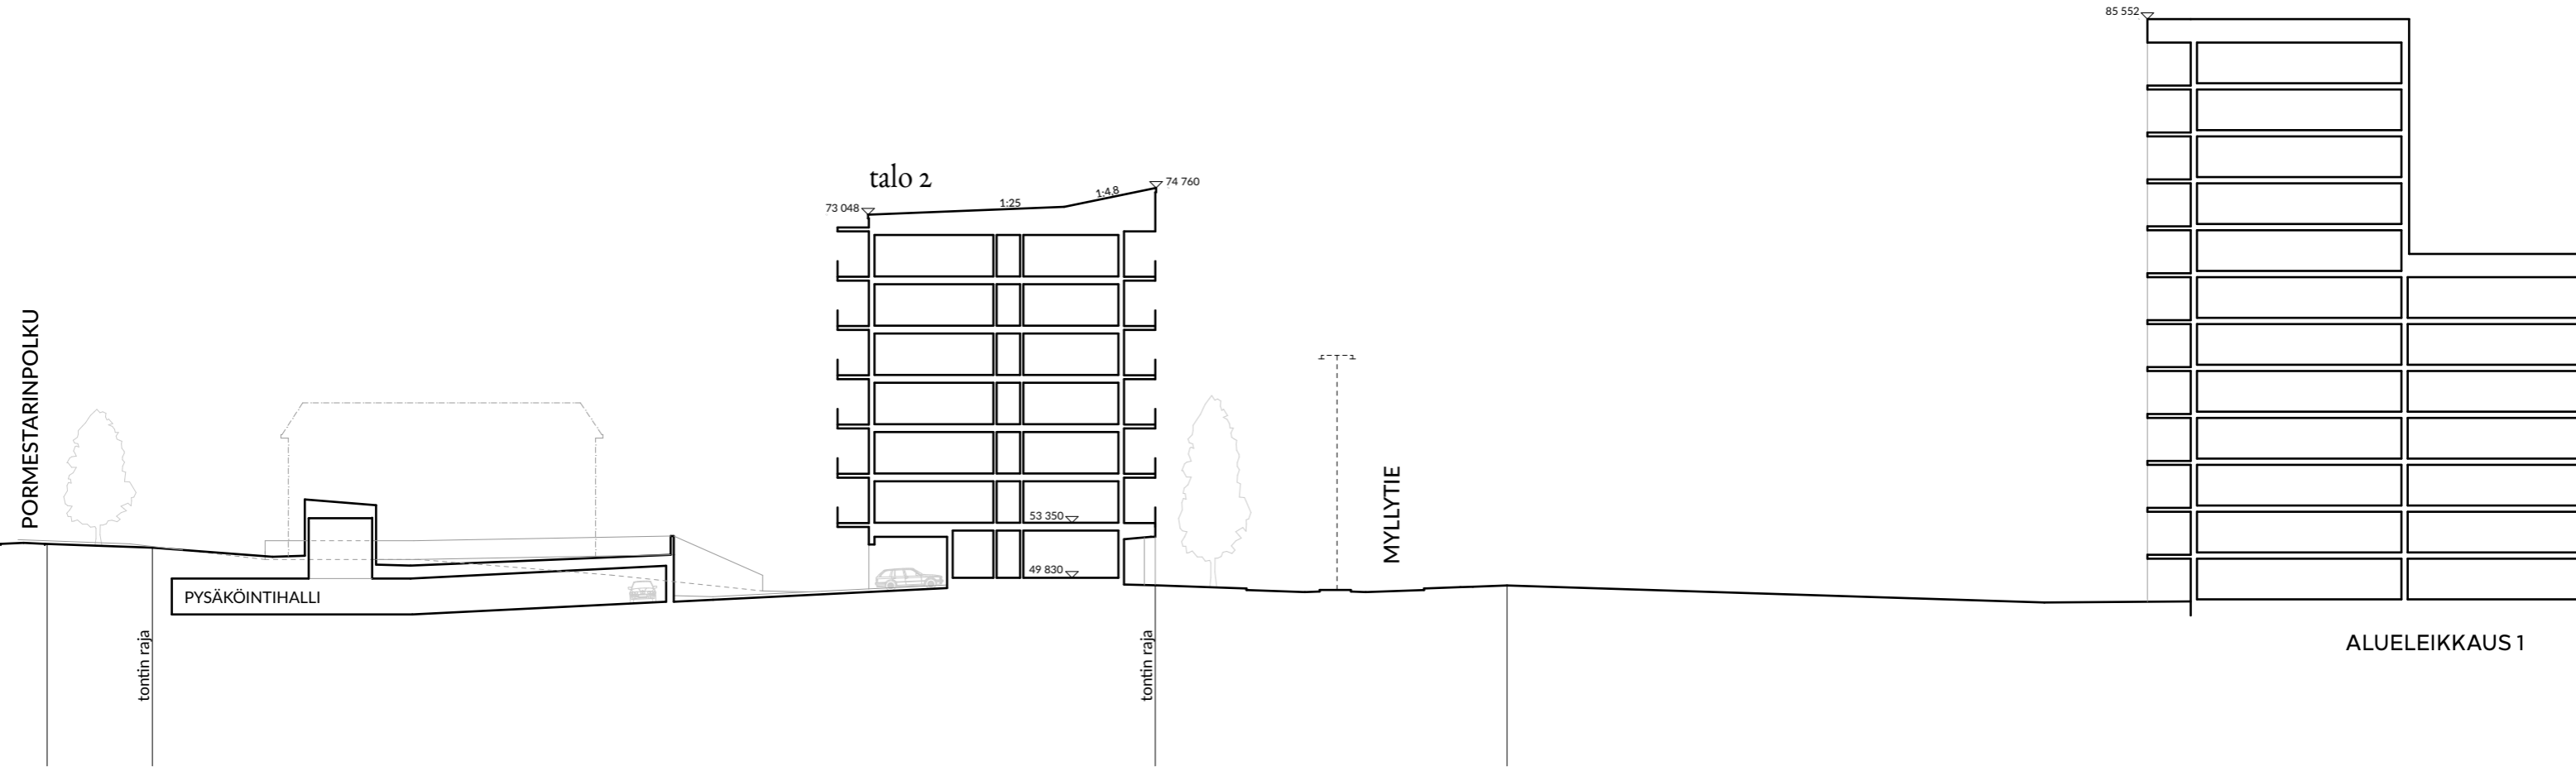 85 552
talo 2
74 760
1:4,8
1:25
73 048
PORMESTARINPOLKU
MYLLYTIE
53 350
49 830
PYSÄKÖINTIHALLI
tontin raja
tontin raja
ALUELEIKKAUS 1